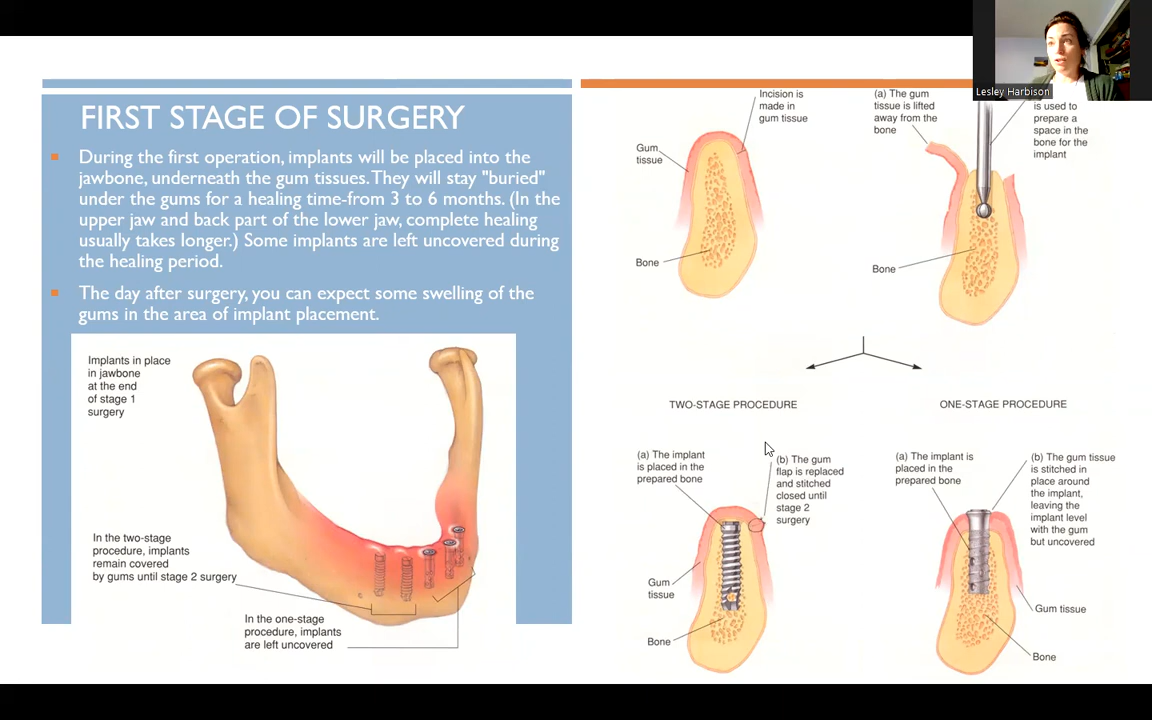 FIRST STAGE OF SURGERY
During the first operation, implants will be placed into the
jawbone, underneath the gum tissues. They will stay "buried"
under the gums for a healing time-from 3 to 6 months. (In the
upper jaw and back part of the lower jaw, complete healing
usually takes longer.) Some implants are left uncovered during
the healing period.
The day after surgery, you can expect some swelling of the
gums in the area of implant placement.
Implants in place
in jawbone
at the end
of stage 1
surgery
In the two-stage
procedure, implants
remain covered
by gums until stage 2 surgery
In the one-stage
procedure, implants
are left uncovered
Incision is
made in
gum tissue
Gum
tissue
Bone
(a) The gum
tissue is lifted
away from the
bone
is used to
prepare a
space in the
bone for the
implant
Bone
Lesley Harbison
TWO-STAGE PROCEDURE
ONE-STAGE PROCEDURE
(a) The implant
is placed in the
prepared bone
(b) The gum
flap is replaced
and stitched
closed until
stage 2
surgery
Gum
tissue
Bone
(a) The implant is
placed in the
prepared bone
(b) The gum tissue
is stitched in
place around
the implant,
leaving the
implant level
with the gum
but uncovered
Gum tissue
Bone